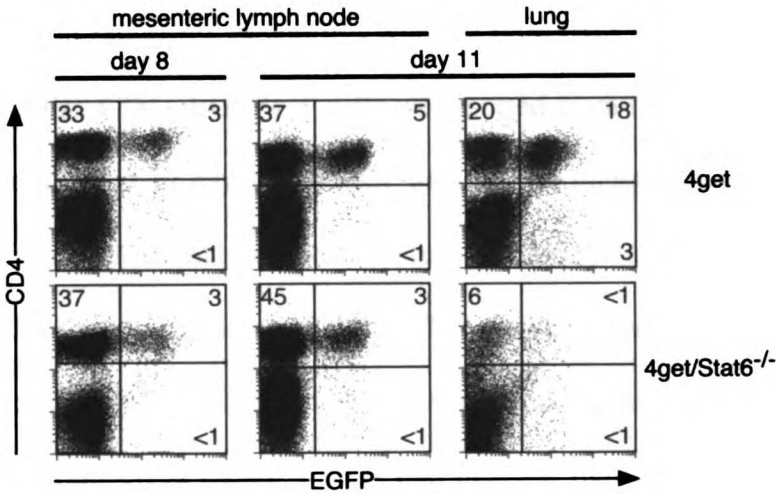 mesenteric lymph node lung
day 8 day 11
33 3 37 5 20 18
4get
<1 <1 3
CD4
37 3 45 3 6 <1
4get/Stat6-/-
<1 <1 <1
EGFP